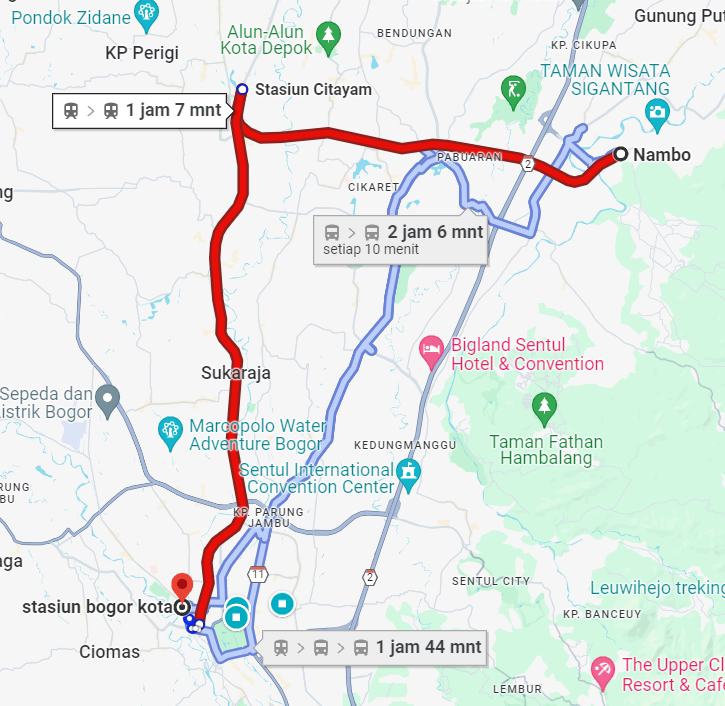 Pondok Zidane
KP Perigi
Alun-Alun
Kota Depok
BENDUNGAN
Gunung Put
KP. CIKUPA
TAMAN WISATA
SIGANTANG
Stasiun Citayam
1 jam 7 mnt
PABUARAN
2
Nambo
CIKARET
ng
2 jam 6 mnt
setiap 10 menit
Bigland Sentul
Hotel & Convention
Sukaraja
Sepeda dan
istrik Bogor
Marcopolo Water
Adventure Bogor
Taman Fathan
Hambalang
KEDUNGMANGGU
Sentul International
Convention Center
RUNG
BU
KP. PARUNG
JAMBU
aga
11
2
SENTUL CITY
Leuwihejo treking
stasiun bogor kota
KP. BANCEUY
Ciomas
1 jam 44 mnt
The Upper Cl
Resort & Cafe
LEMBUR